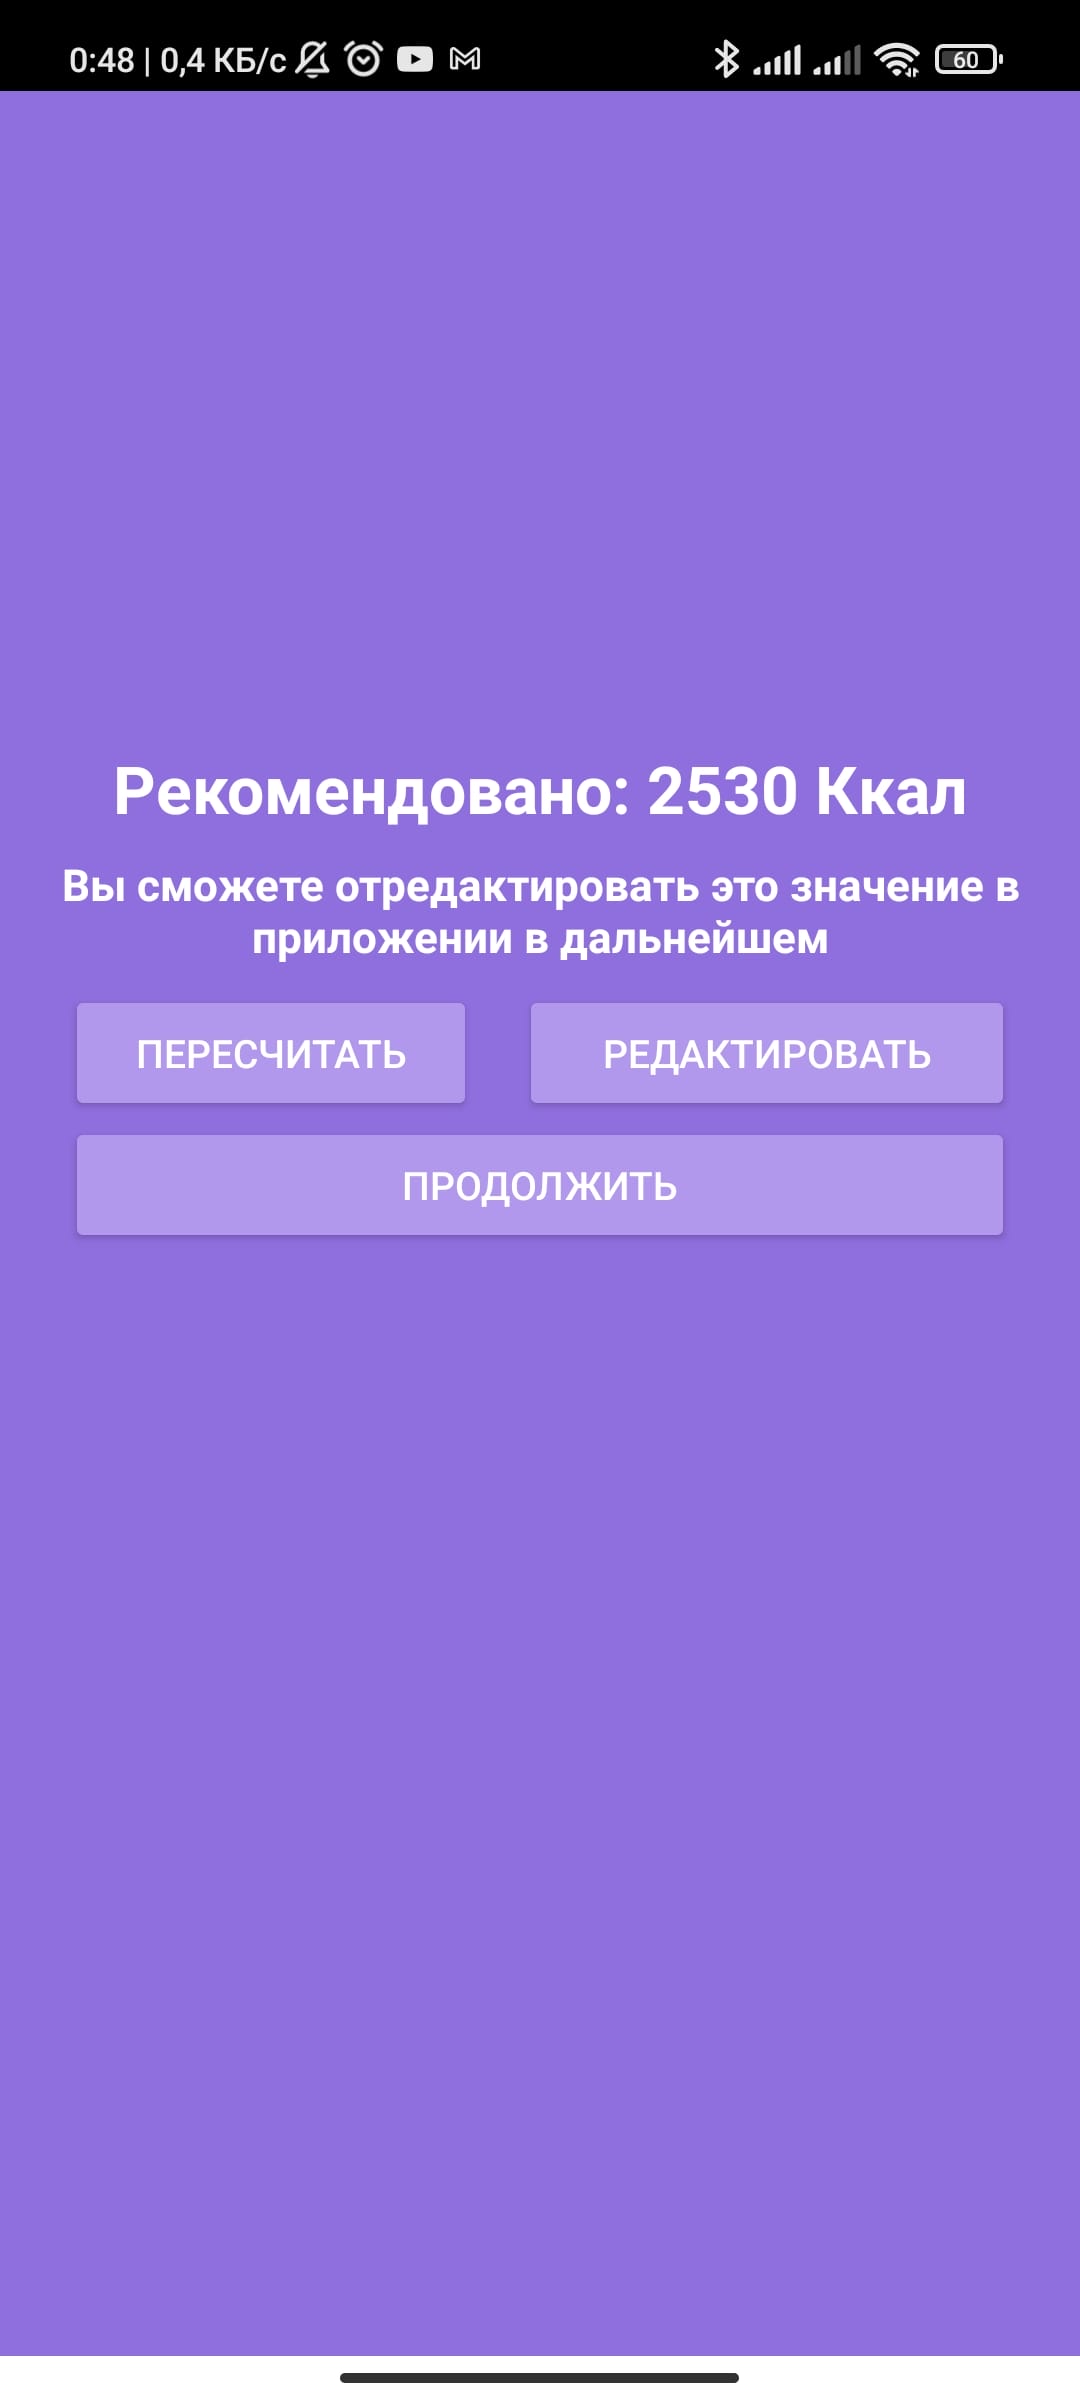 0:48 | 0,4 КБ/с 60
Рекомендовано: 2530 Ккал
Вы сможете отредактировать это значение в
приложении в дальнейшем
ПЕРЕСЧИТАТЬ РЕДАКТИРОВАТЬ
ПРОДОЛЖИТЬ